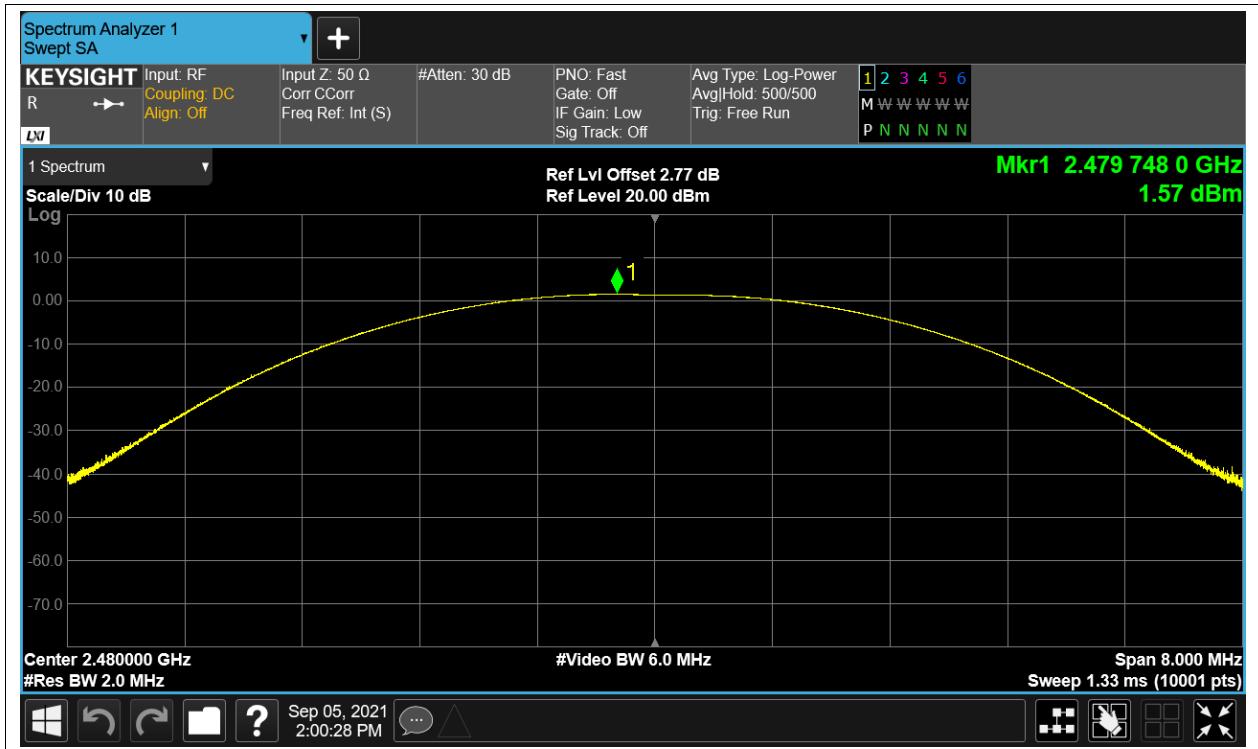 Spectrum Analyzer 1
Swept SA
KEYSIGHT
R
LXI
Input: RF
Coupling: DC
Align: Off
Input Z: 50 Ω
Corr CCorr
Freq Ref: Int (S)
#Atten: 30 dB
PNO: Fast
Gate: Off
IF Gain: Low
Sig Track: Off
Avg Type: Log-Power
Avg|Hold: 500/500
Trig: Free Run
1 2 3 4 5 6
M W W W W W W
P N N N N N N
1 Spectrum
Scale/Div 10 dB
Log
Ref Lvl Offset 2.77 dB
Ref Level 20.00 dBm
Mkr1 2.479 748 0 GHz
1.57 dBm
1
10.0
0.00
-10.0
-20.0
-30.0
-40.0
-50.0
-60.0
-70.0
Center 2.480000 GHz
#Res BW 2.0 MHz
#Video BW 6.0 MHz
Span 8.000 MHz
Sweep 1.33 ms (10001 pts)
?
Sep 05, 2021
2:00:28 PM